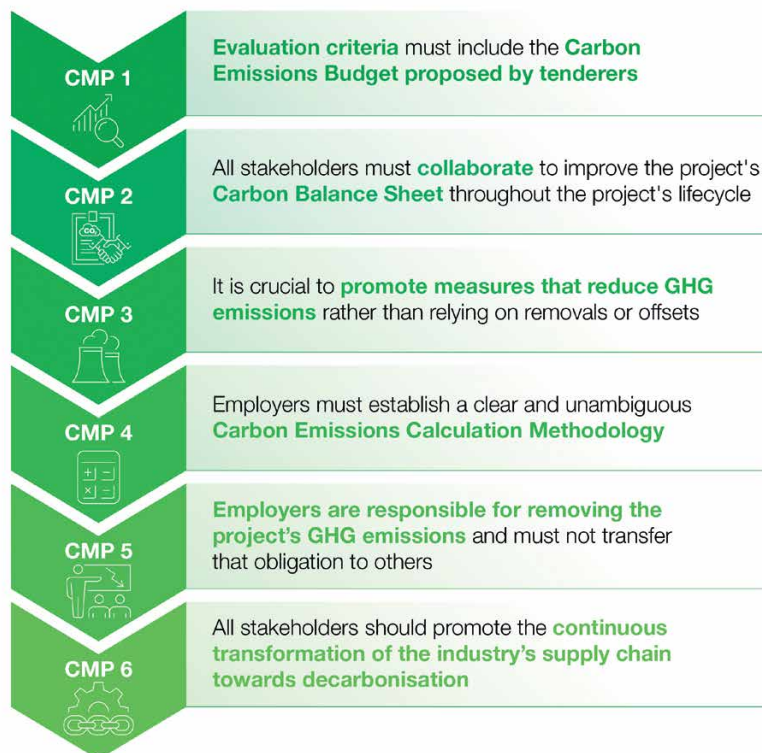 CMP 1
Evaluation criteria must include the Carbon
Emissions Budget proposed by tenderers
CMP 2
CO₂
All stakeholders must collaborate to improve the project's
Carbon Balance Sheet throughout the project's lifecycle
CMP 3
It is crucial to promote measures that reduce GHG
emissions rather than relying on removals or offsets
CMP 4
Employers must establish a clear and unambiguous
Carbon Emissions Calculation Methodology
CMP 5
Employers are responsible for removing the
project’s GHG emissions and must not transfer
that obligation to others
CMP 6
All stakeholders should promote the continuous
transformation of the industry’s supply chain
towards decarbonisation